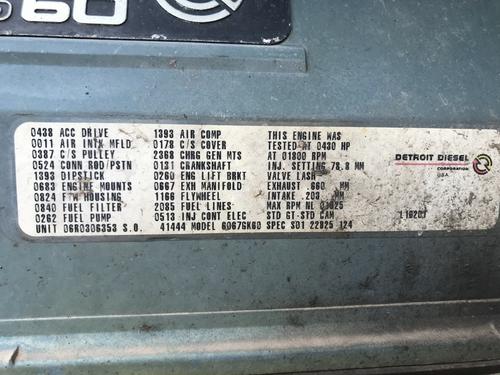 60
0438 ACC DRIVE 1393 AIR COMP THIS ENGINE WAS
0011 AIR INTK MFLD 0178 C/S COVER TESTED AT 0430 HP
0387 C/S PULLEY 2368 CHRG GEN MTS AT 01800 RPM
0524 CONN ROD/PSTN 0131 CRANKSHAFT INJ. SETTING 78.8 MM
1393 DIPSTICK 0260 ENG LIFT BRKT VALVE LASH
0683 ENGINE MOUNTS 0667 EXH MANIFOLD EXHAUST .660 MM
0824 FTW HOUSING 1166 FLYWHEEL INTAKE .203 MM
0840 FUEL FILTER 2085 FUEL LINES MAX RPM NL 01025
0262 FUEL PUMP 0513 INJ CONT ELEC STD GT-STD CAM L1620J
UNIT 06R0306353 S.O. 41444 MODEL 6067GK60 SPEC S01 22025 124
DETROIT DIESEL
CORPORATION
USA